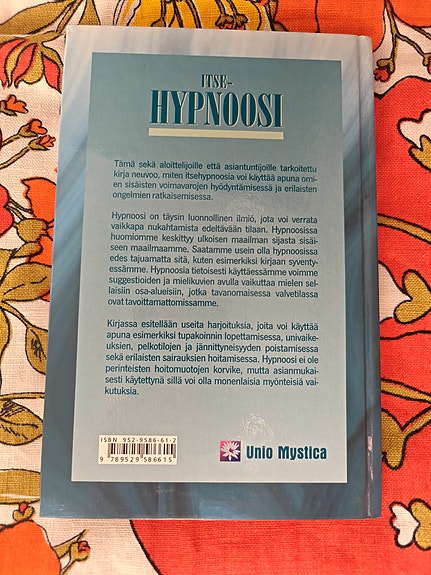 ITSE-
HYPNOOSI
Tämä sekä aloittelijoille että asiantuntijoille tarkoitettu
kirja neuvoo, miten itsehypnoosia voi käyttää apuna omi-
en sisäisten voimavarojen hyödyntämisessä ja erilaisten
ongelmien ratkaisemisessa.
Hypnoosi on täysin luonnollinen ilmiö, jota voi verrata
vaikkapa nukahtamista edeltävään tilaan. Hypnoosissa
huomiomme keskittyy ulkoisen maailman sijasta sisäi-
seen maailmaamme. Saatamme usein olla hypnoosissa
edes tajuamatta sitä, kuten esimerkiksi kirjaan syventy-
essämme. Hypnoosia tietoisesti käyttäessämme voimme
suggestioiden ja mielikuvien avulla vaikuttaa mielen sel-
laisiin osa-alueisiin, jotka tavanomaisessa valvetilassa
ovat tavoittamattomissamme.
Kirjassa esitellään useita harjoituksia, joita voi käyttää
apuna esimerkiksi tupakoinnin lopettamisessa, univaike-
uksien, pelkotilojen ja jännittyneisyyden poistamisessa
sekä erilaisten sairauksien hoitamisessa. Hypnoosi ei ole
perinteisten hoitomuotojen korvike, mutta asianmukai-
sesti käytettynä sillä voi olla monenlaisia myönteisiä vai-
kutuksia.
ISBN 952-9586-61-2
9 789529 586615
Unio Mystica